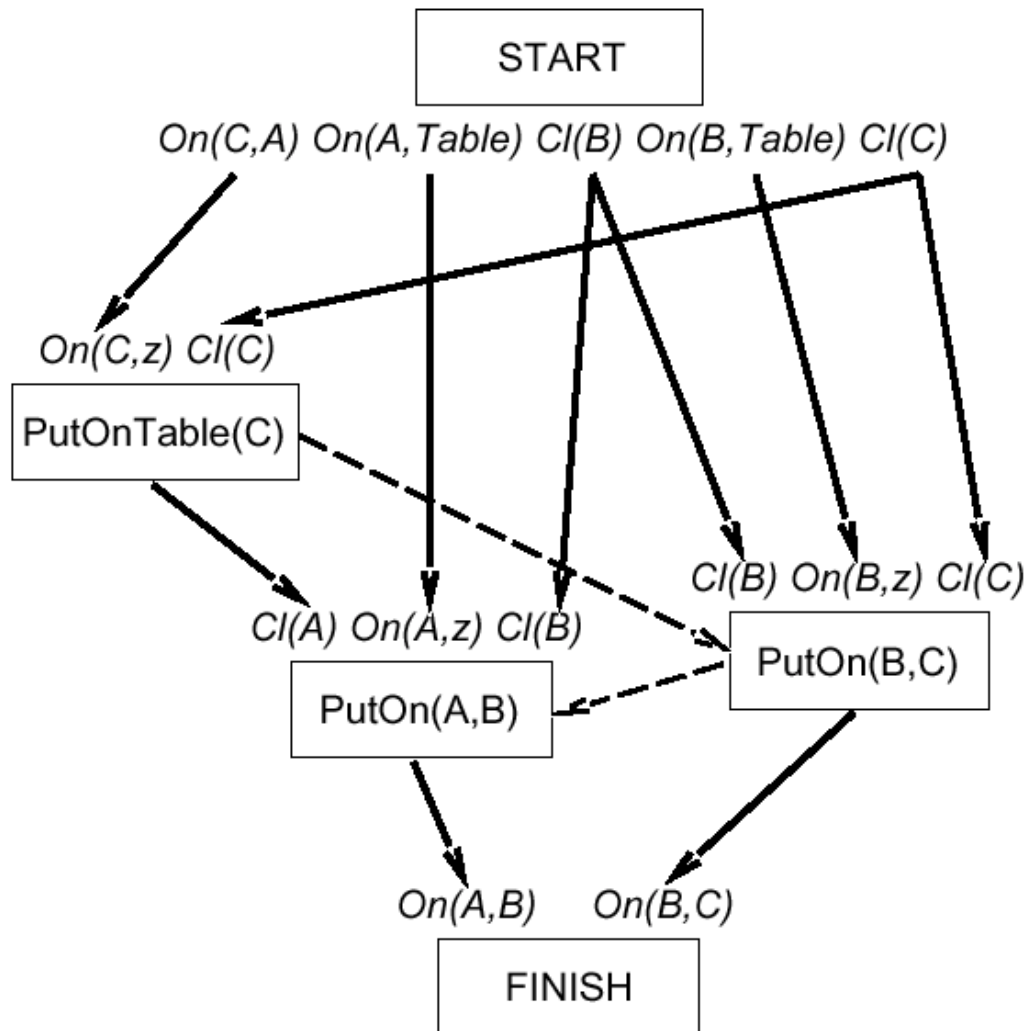 START
On(C,A) On(A,Table) Cl(B) On(B,Table) Cl(C)
On(C,z) Cl(C)
PutOnTable(C)
Cl(B) On(B,z) Cl(C)
Cl(A) On(A,z) Cl(B)
PutOn(B,C)
PutOn(A,B)
On(A,B) On(B,C)
FINISH